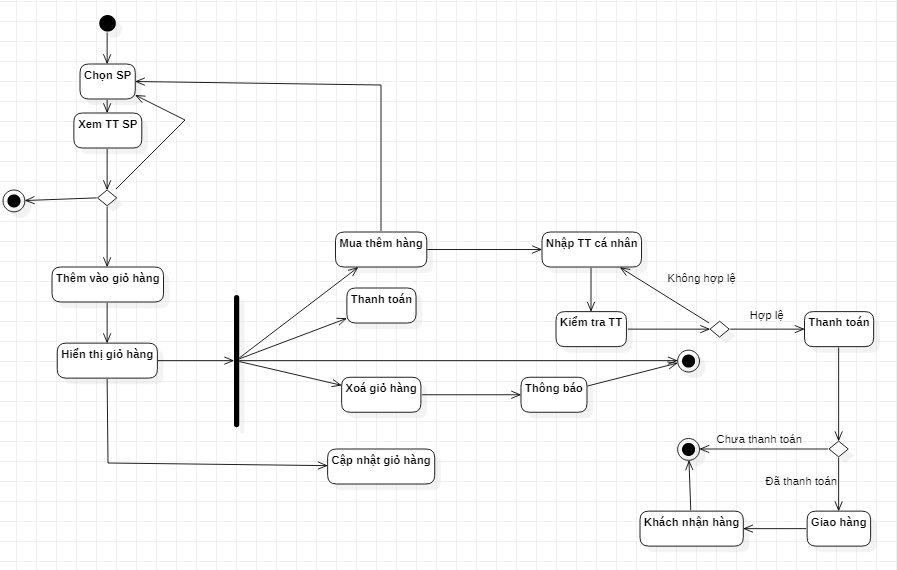 Chọn SP
Xem TT SP
Thêm vào giỏ hàng
Hiển thị giỏ hàng
Mua thêm hàng
Thanh toán
Xoá giỏ hàng
Thông báo
Cập nhật giỏ hàng
Nhập TT cá nhân
Không hợp lệ
Kiểm tra TT
Hợp lệ
Thanh toán
Chưa thanh toán
Đã thanh toán
Khách nhận hàng
Giao hàng